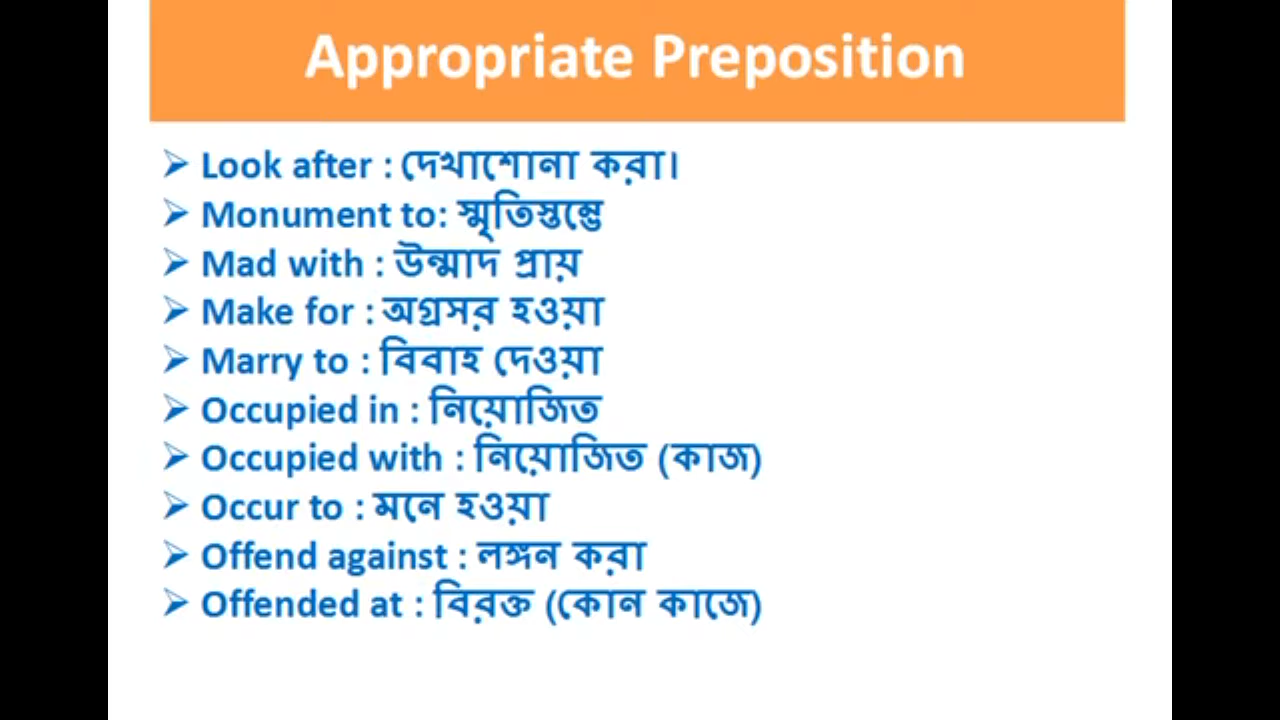 Appropriate Preposition
➢ Look after : দেখাশোনা করা।
➢ Monument to: স্মৃতিস্তম্ভে
➢ Mad with : উন্মাদ প্রায়
➢ Make for : অগ্রসর হওয়া
➢ Marry to : বিবাহ দেওয়া
➢ Occupied in : নিয়োজিত
➢ Occupied with : নিয়োজিত (কাজ)
➢ Occur to : মনে হওয়া
➢ Offend against : লঙ্গন করা
➢ Offended at : বিরক্ত (কোন কাজে)